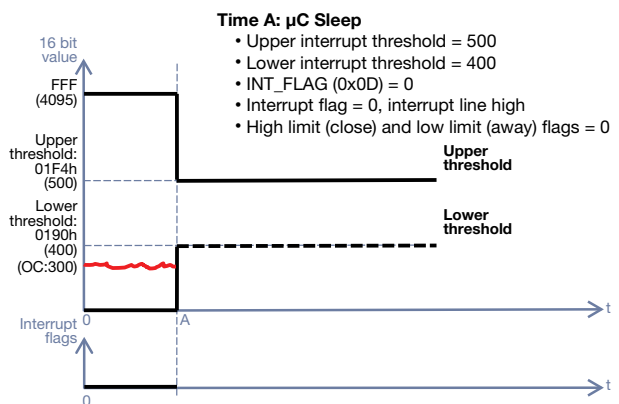 Time A: µC Sleep
• Upper interrupt threshold = 500
• Lower interrupt threshold = 400
• INT_FLAG (0x0D) = 0
• Interrupt flag = 0, interrupt line high
• High limit (close) and low limit (away) flags = 0
16 bit
value
FFF
(4095)
Upper
threshold:
01F4h
(500)
Lower
threshold:
0190h
(400)
(OC:300)
Upper
threshold
Lower
threshold
0
A
t
Interrupt
flags
0
t